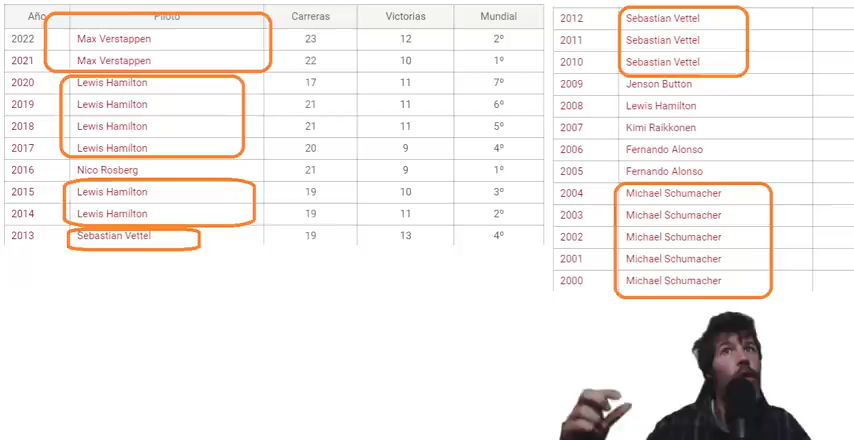 Año Piloto Carreras Victorias Mundial
2022 Max Verstappen 23 12 2º
2021 Max Verstappen 22 10 1º
2020 Lewis Hamilton 17 11 7º
2019 Lewis Hamilton 21 11 6º
2018 Lewis Hamilton 21 11 5º
2017 Lewis Hamilton 20 9 4º
2016 Nico Rosberg 21 9 1º
2015 Lewis Hamilton 19 10 3º
2014 Lewis Hamilton 19 11 2º
2013 Sebastian Vettel 19 13 4º
2012 Sebastian Vettel
2011 Sebastian Vettel
2010 Sebastian Vettel
2009 Jenson Button
2008 Lewis Hamilton
2007 Kimi Raikkonen
2006 Fernando Alonso
2005 Fernando Alonso
2004 Michael Schumacher
2003 Michael Schumacher
2002 Michael Schumacher
2001 Michael Schumacher
2000 Michael Schumacher